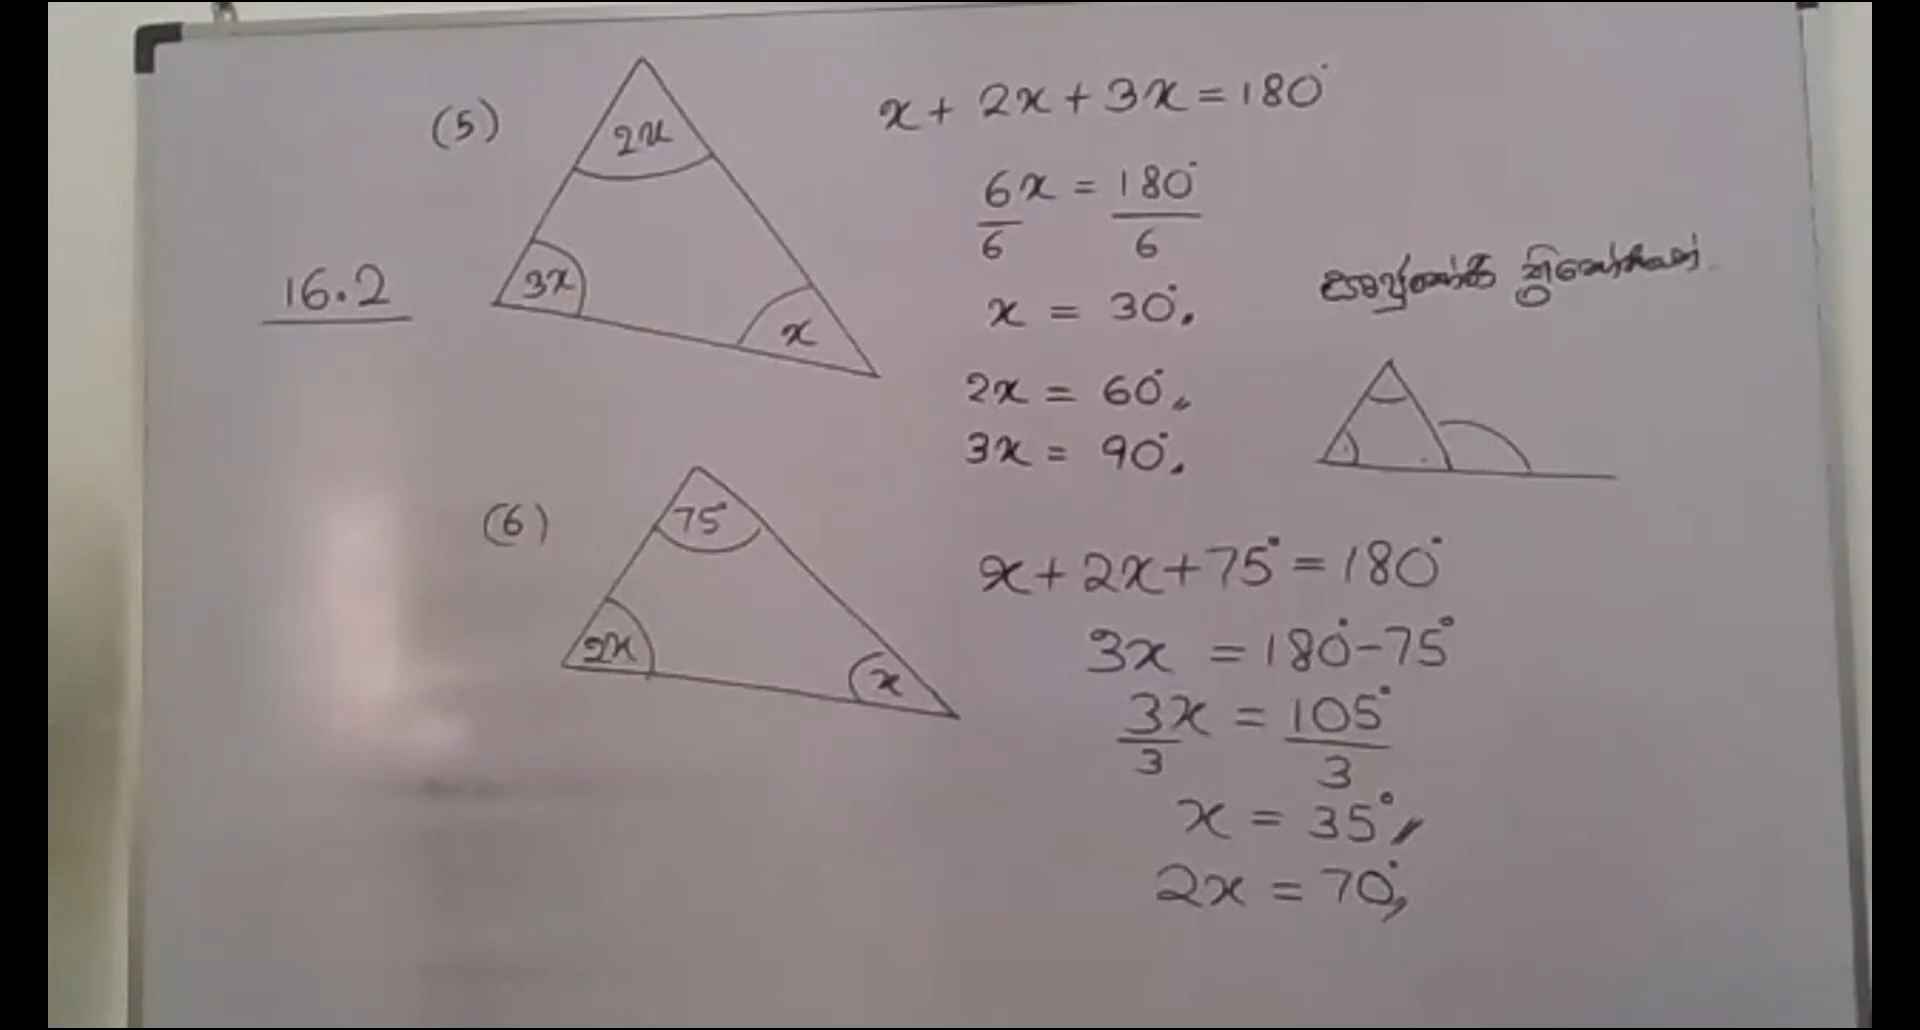 (5)
2x
3x
x
x + 2x + 3x = 180°
6x = 180°
6 6
x = 30°
2x = 60°
3x = 90°
16.2
(6)
75°
2x
x
x + 2x + 75° = 180°
3x = 180° - 75°
3x = 105°
3 3
x = 35°
2x = 70°